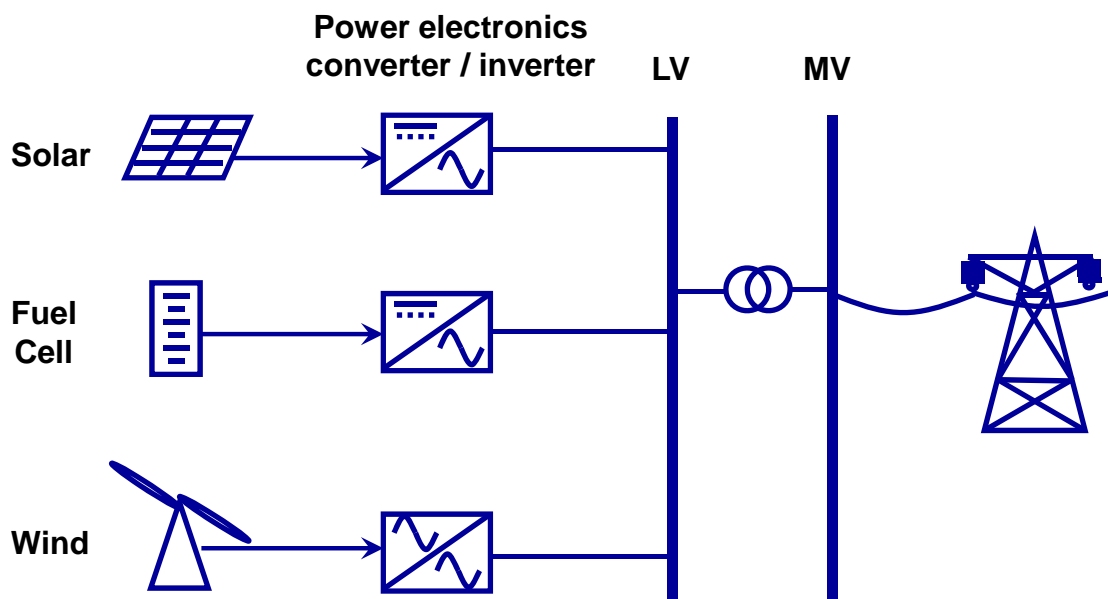 Power electronics
converter / inverter
LV
MV
Solar
Fuel
Cell
Wind